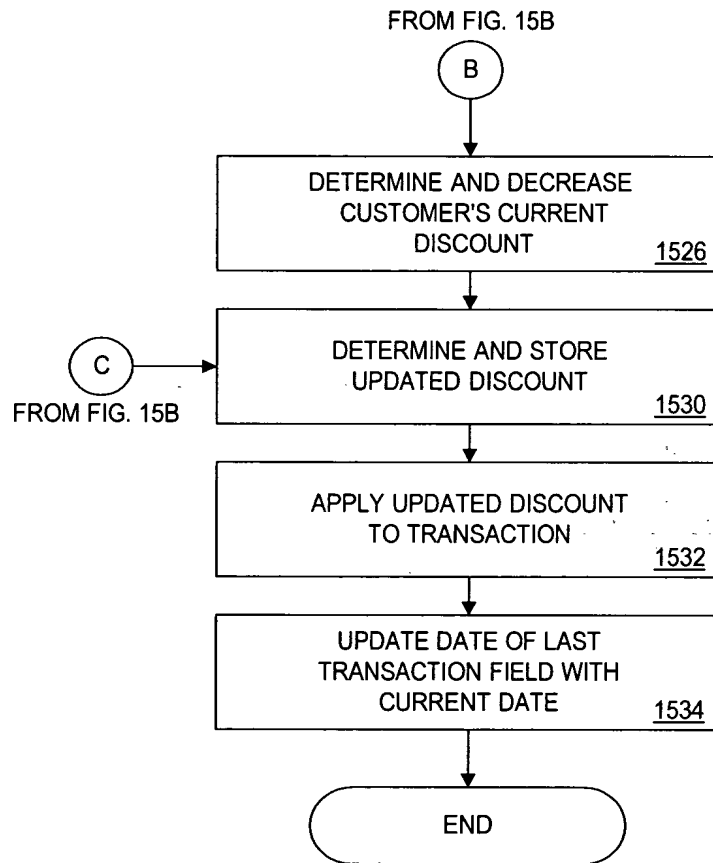 FROM FIG. 15B
B
DETERMINE AND DECREASE
CUSTOMER'S CURRENT
DISCOUNT
1526
C
FROM FIG. 15B
DETERMINE AND STORE
UPDATED DISCOUNT
1530
APPLY UPDATED DISCOUNT
TO TRANSACTION
1532
UPDATE DATE OF LAST
TRANSACTION FIELD WITH
CURRENT DATE
1534
END